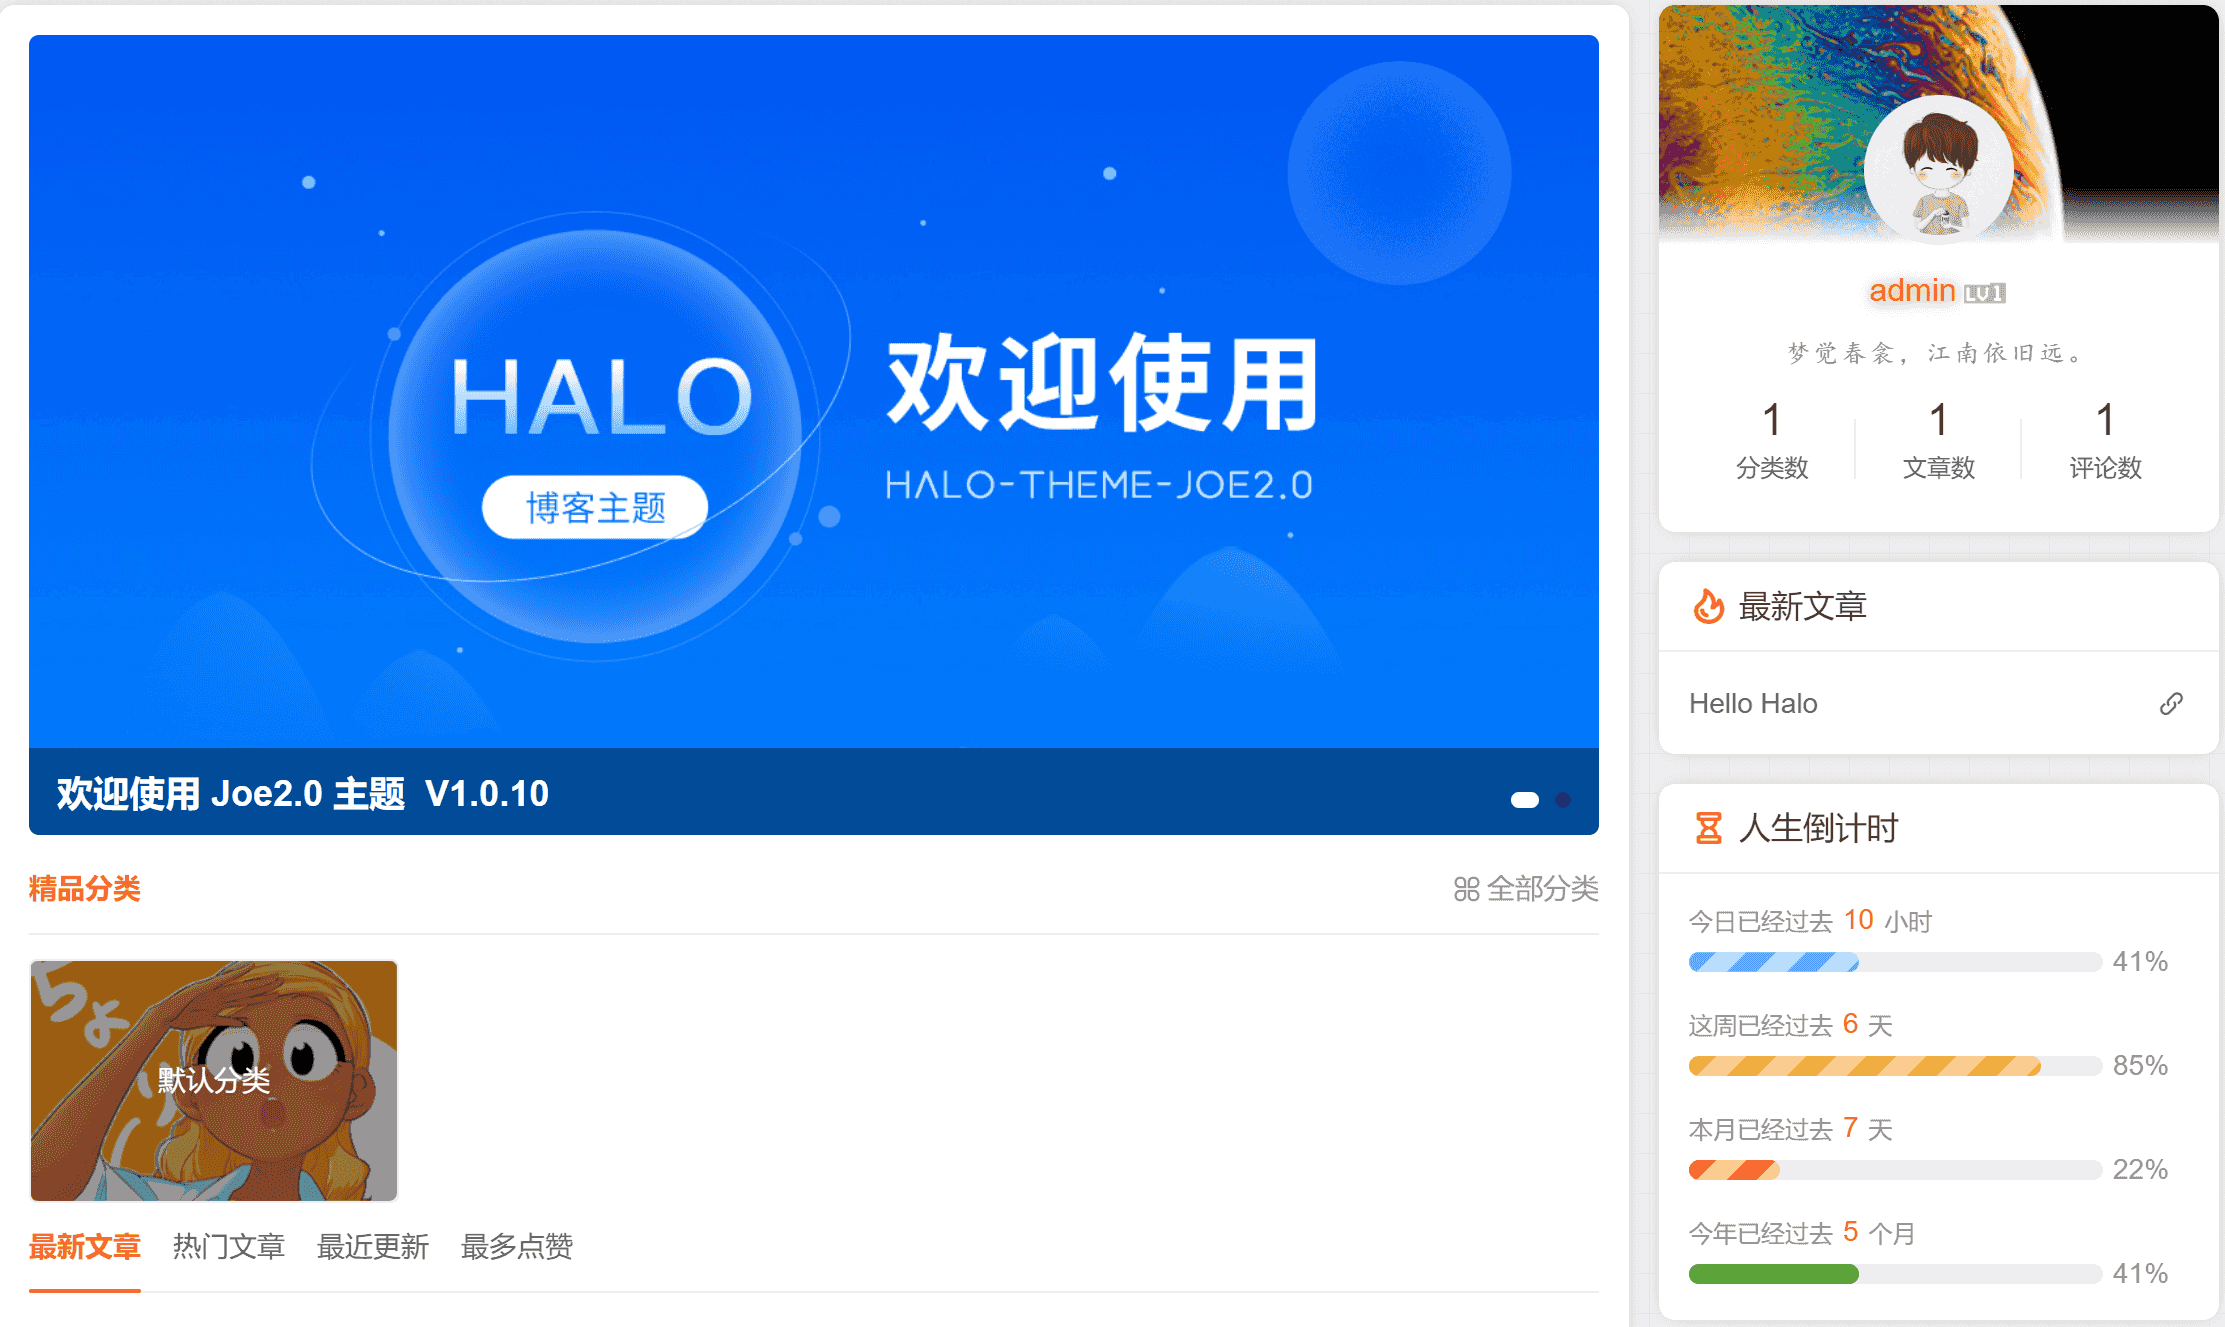 HALO
博客主题
欢迎使用
HALO-THEME-JOE2.0
欢迎使用 Joe2.0 主题 V1.0.10
精品分类
全部分类
ちょ
默认分类
最新文章 热门文章 最近更新 最多点赞
admin LV1
梦觉春衾，江南依旧远。
1 1 1
分类数 文章数 评论数
最新文章
Hello Halo
人生倒计时
今日已经过去 10 小时
41%
这周已经过去 6 天
85%
本月已经过去 7 天
22%
今年已经过去 5 个月
41%